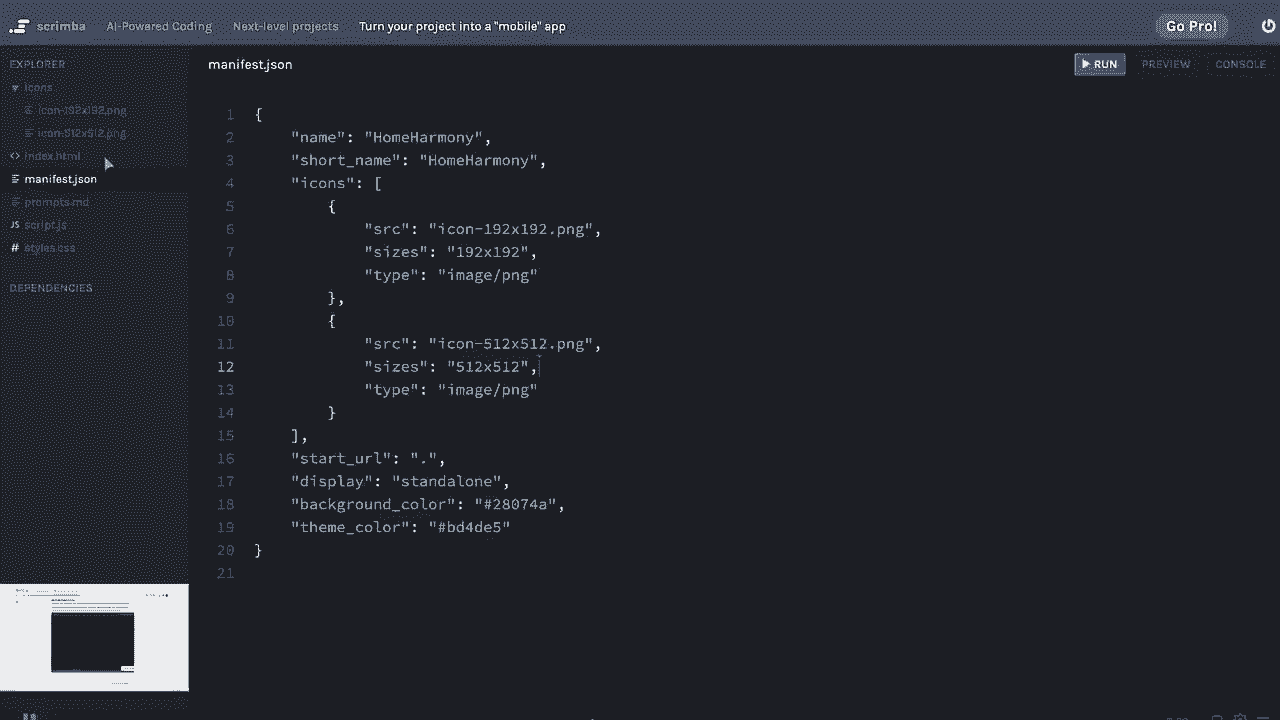 scrimba AI-Powered Coding Next-level projects Turn your project into a "mobile" app Go Pro!
EXPLORER
icons
icon-192x192.png
icon-512x512.png
index.html
manifest.json
prompts.md
script.js
styles.css
DEPENDENCIES
manifest.json
RUN PREVIEW CONSOLE
1 {
2 "name": "HomeHarmony",
3 "short_name": "HomeHarmony",
4 "icons": [
5 {
6 "src": "icon-192x192.png",
7 "sizes": "192x192",
8 "type": "image/png"
9 },
10 {
11 "src": "icon-512x512.png",
12 "sizes": "512x512",
13 "type": "image/png"
14 }
15 ],
16 "start_url": ".",
17 "display": "standalone",
18 "background_color": "#28074a",
19 "theme_color": "#bd4de5"
20 }
21